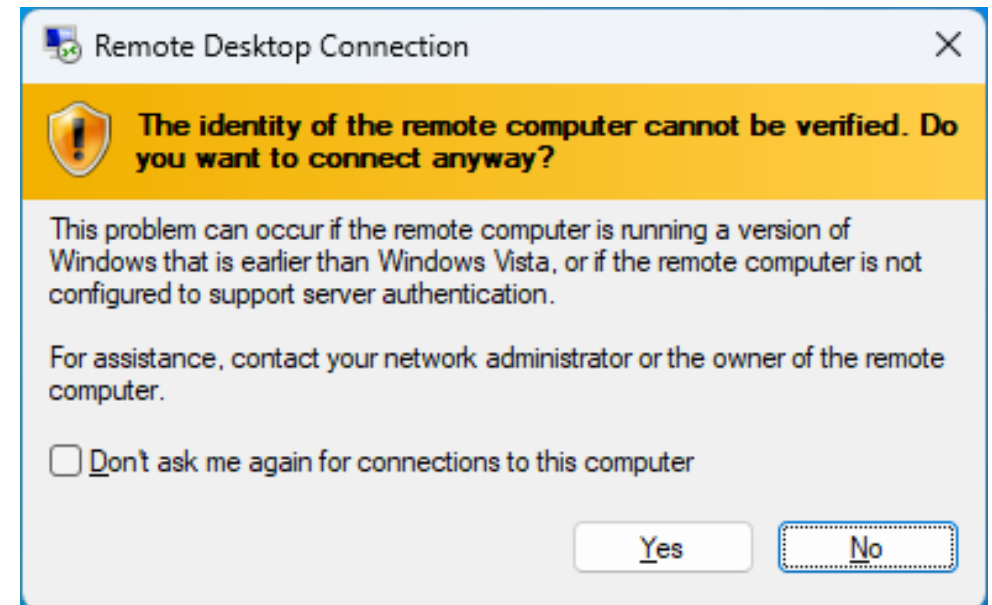 Remote Desktop Connection
The identity of the remote computer cannot be verified. Do
you want to connect anyway?
This problem can occur if the remote computer is running a version of
Windows that is earlier than Windows Vista, or if the remote computer is not
configured to support server authentication.
For assistance, contact your network administrator or the owner of the remote
computer.
Don't ask me again for connections to this computer
Yes
No